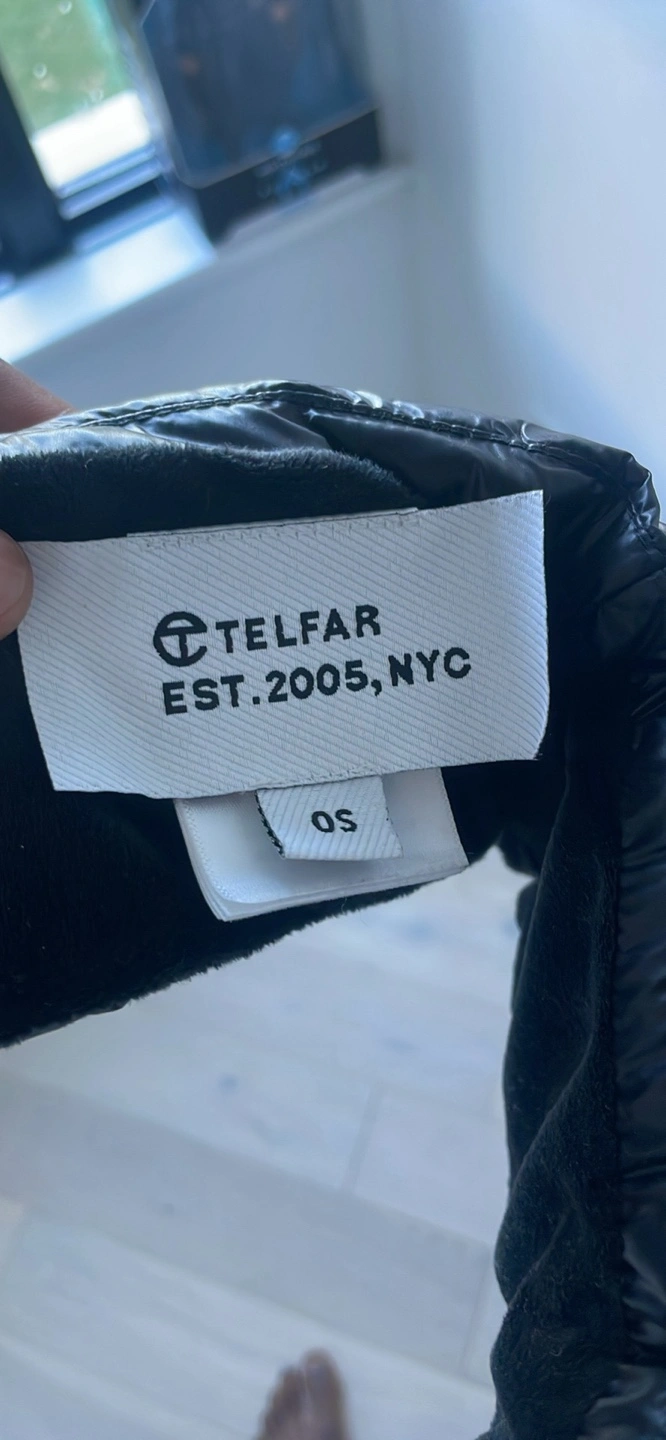 TELFAR
EST.2005, NYC
OS